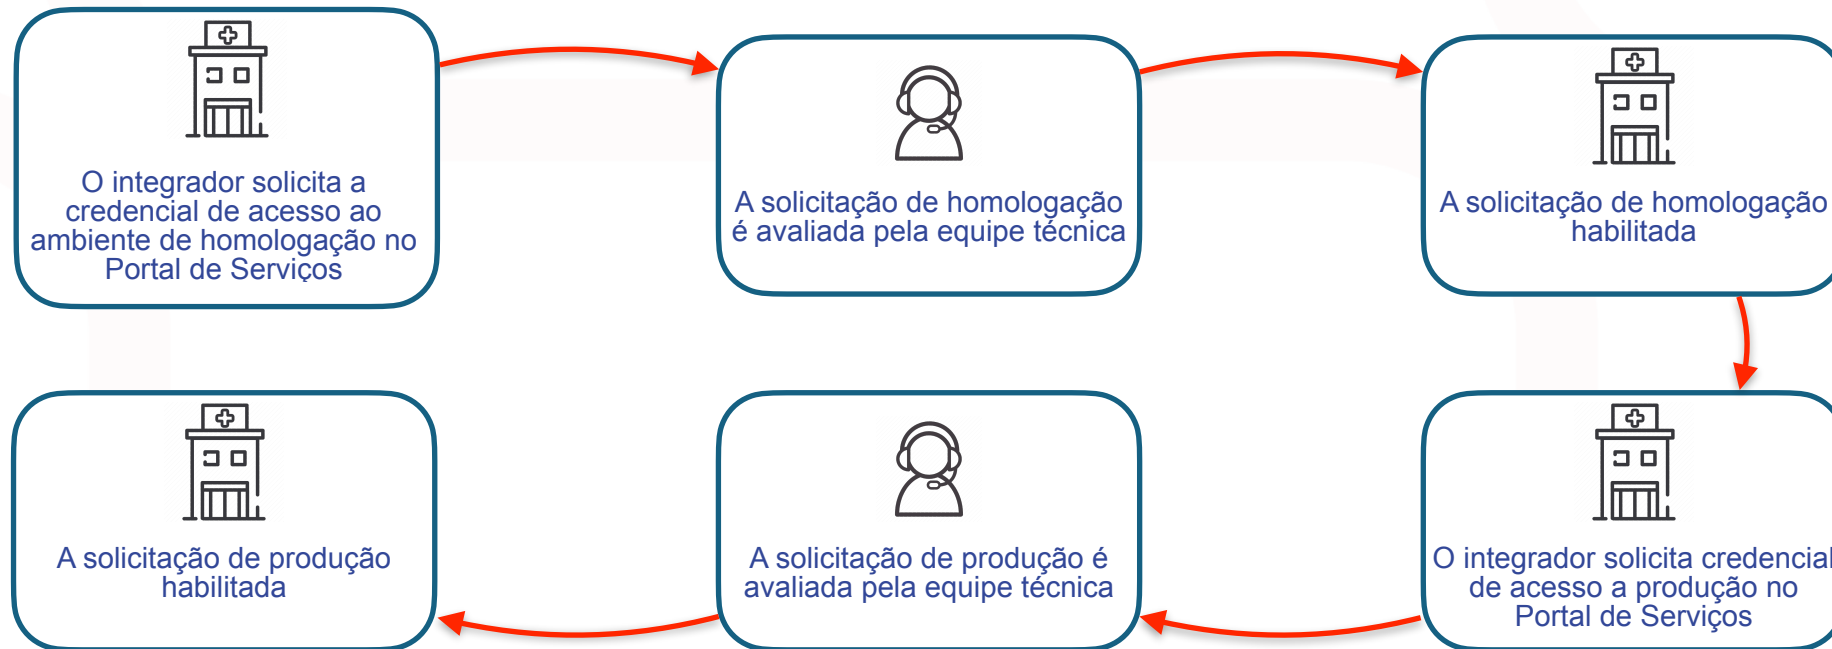 O integrador solicita a
credencial de acesso ao
ambiente de homologação no
Portal de Serviços
A solicitação de homologação
é avaliada pela equipe técnica
A solicitação de homologação
habilitada
A solicitação de produção
habilitada
A solicitação de produção é
avaliada pela equipe técnica
O integrador solicita credencial
de acesso a produção no
Portal de Serviços